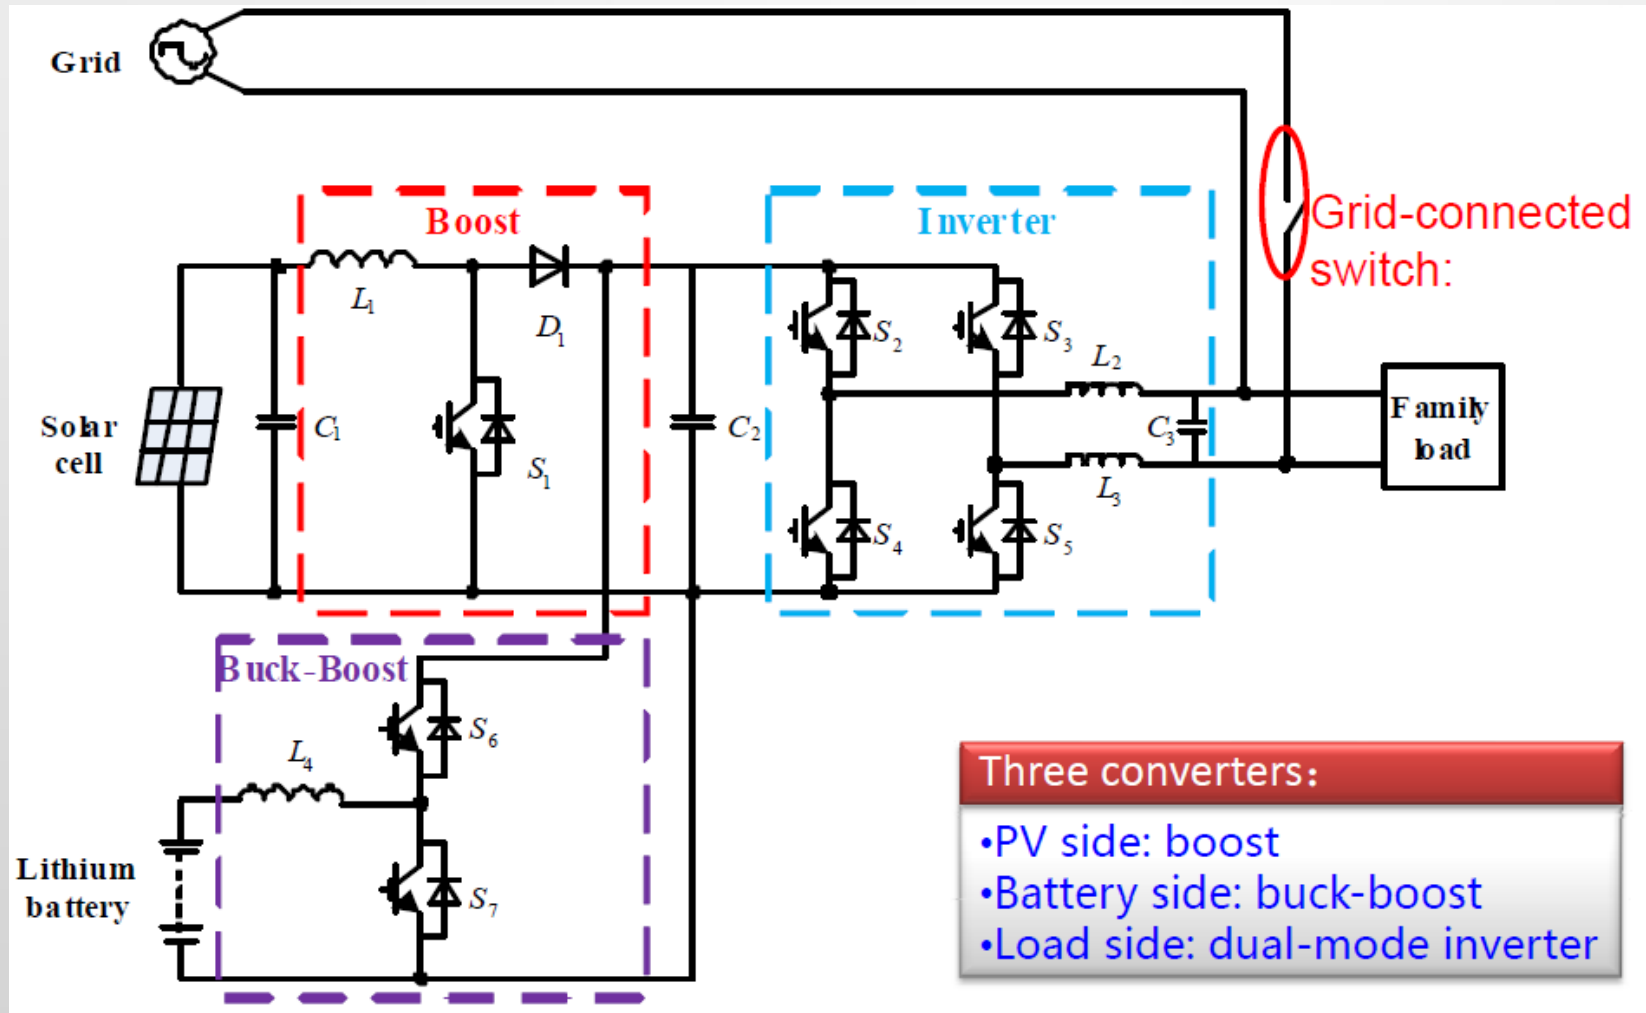 Grid
Boost
Inverter
Grid-connected
switch:
L1
D1
S2
S3
L2
Solar
cell
C1
S1
C2
C3
Family
load
L3
S4
S5
Buck-Boost
S6
L4
Lithium
battery
S7
Three converters：
•PV side: boost
•Battery side: buck-boost
•Load side: dual-mode inverter